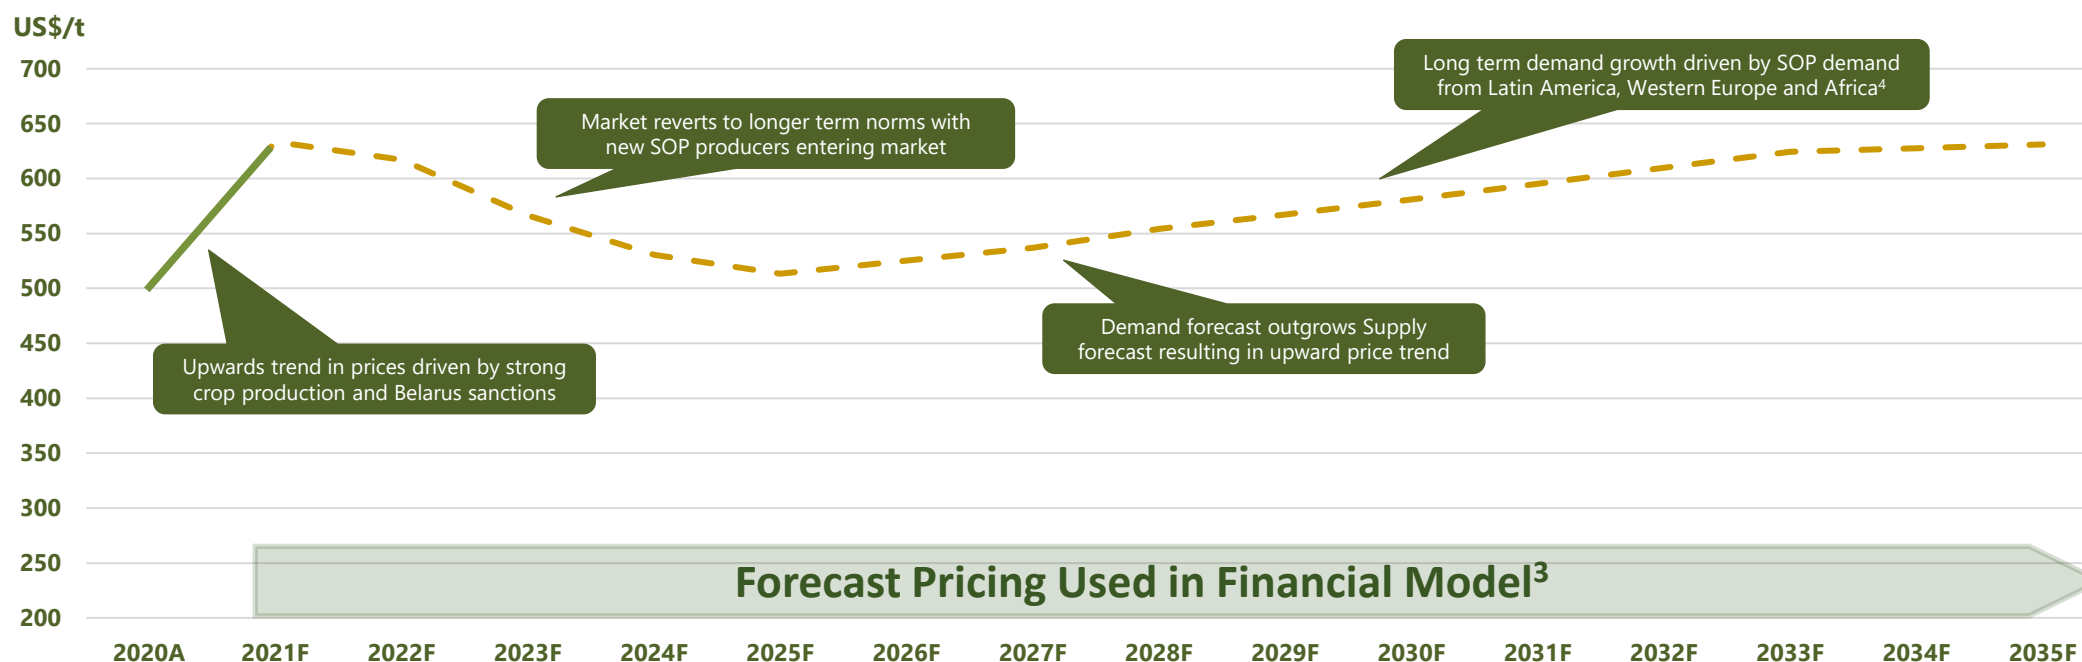 US$/t
700
650
600
550
500
450
400
350
300
250
200
Long term demand growth driven by SOP demand
from Latin America, Western Europe and Africa⁴
Market reverts to longer term norms with
new SOP producers entering market
Demand forecast outgrows Supply
forecast resulting in upward price trend
Upwards trend in prices driven by strong
crop production and Belarus sanctions
Forecast Pricing Used in Financial Model³
2020A 2021F 2022F 2023F 2024F 2025F 2026F 2027F 2028F 2029F 2030F 2031F 2032F 2033F 2034F 2035F